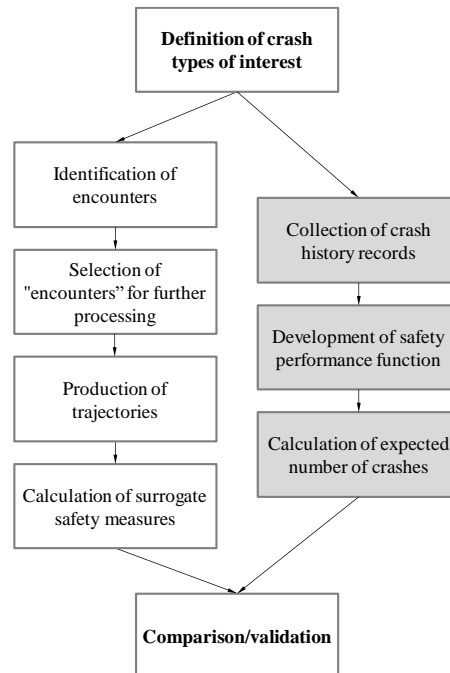 Definition of crash
types of interest
Identification of
encounters
Selection of
"encounters” for further
processing
Production of
trajectories
Calculation of surrogate
safety measures
Collection of crash
history records
Development of safety
performance function
Calculation of expected
number of crashes
Comparison/validation